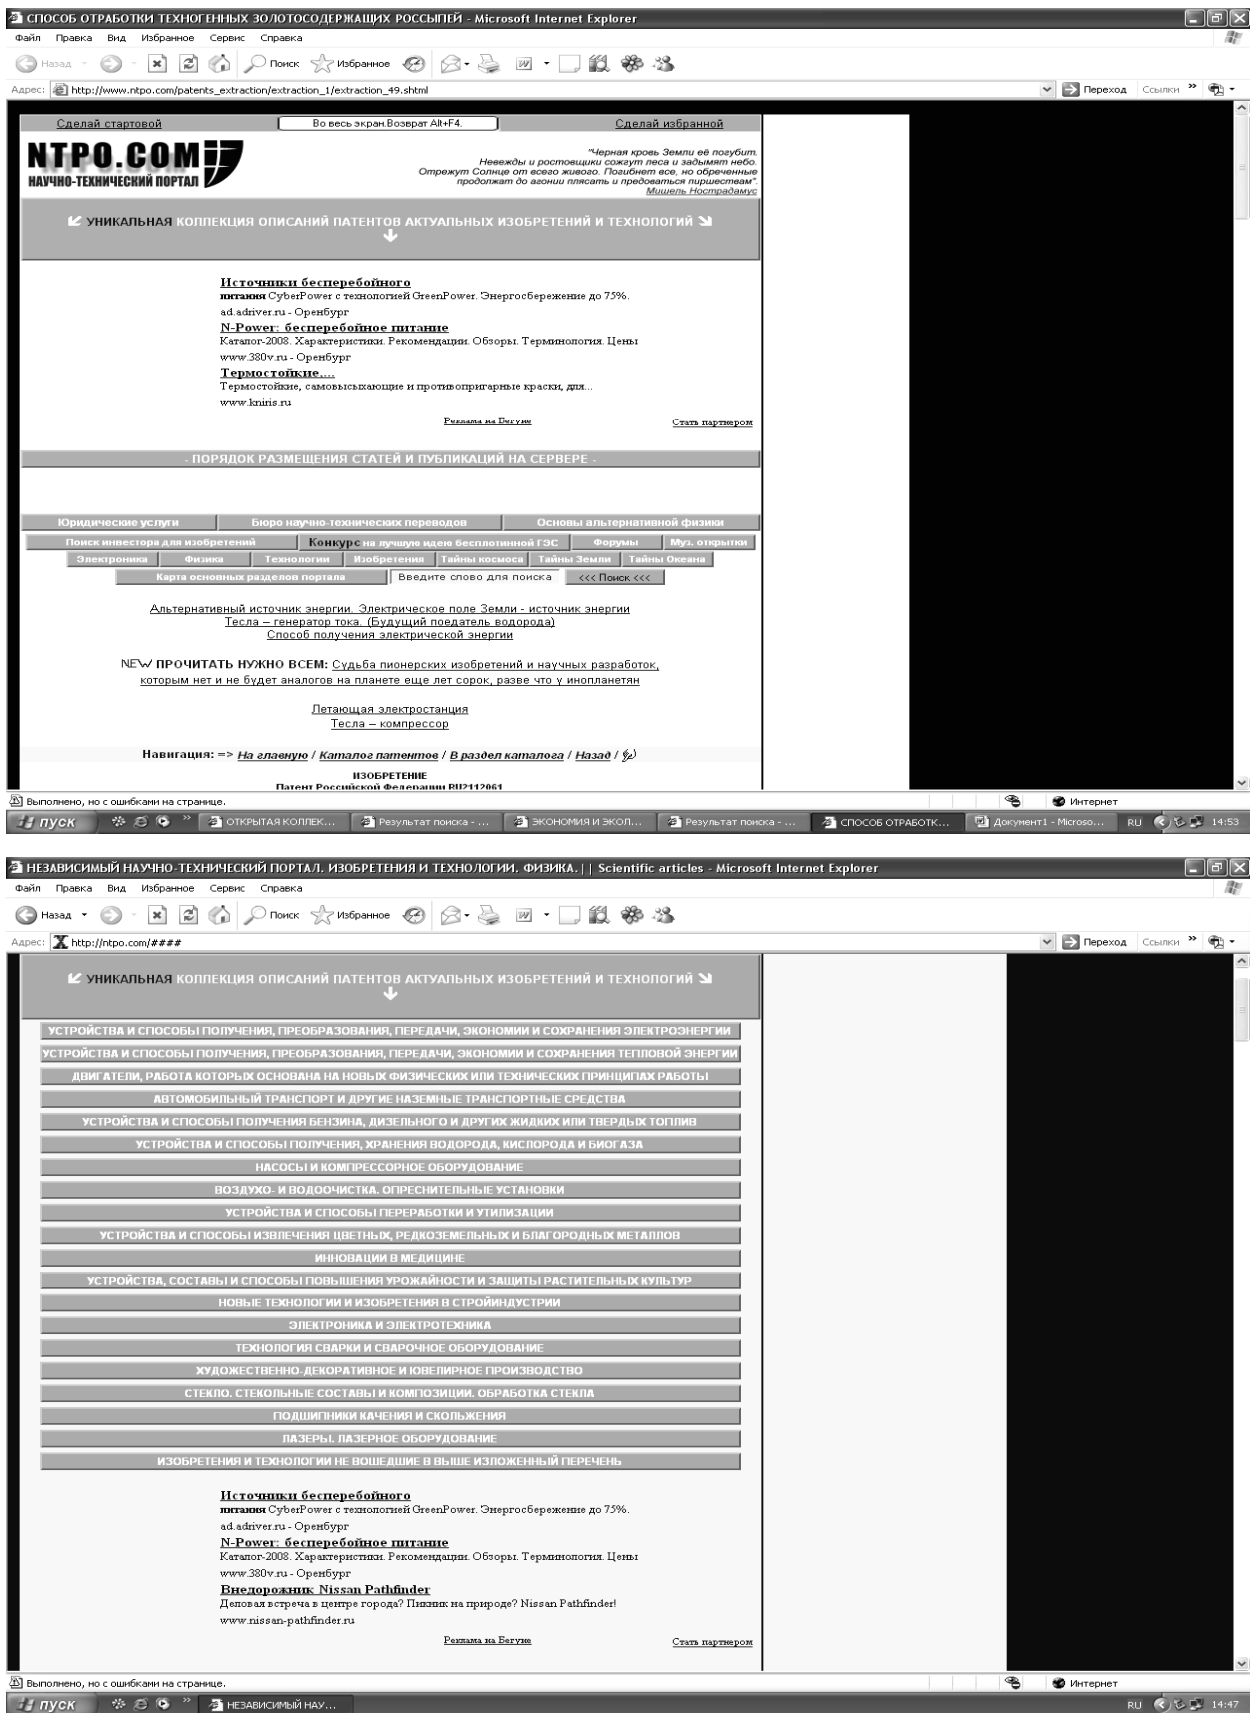 СПОСОБ ОТРАБОТКИ ТЕХНОГЕННЫХ ЗОЛОТОСОДЕРЖАЩИХ РОССЫПЕЙ - Microsoft Internet Explorer
Файл Правка Вид Избранное Сервис Справка
Назад Поиск Избранное
Адрес: http://www.ntpo.com/patents_extraction/extraction_1/extraction_49.shtml Переход Ссылки »
Сделай стартовой Во весь экран.Возврат Alt+F4. Сделай избранной
NTPO.COM
НАУЧНО-ТЕХНИЧЕСКИЙ ПОРТАЛ
"Черная кровь Земли её погубит.
Невежды и ростовщики сожгут леса и задымят небо.
Отрежут Солнце от всего живого. Погибнет все, но обреченные
продолжат до агонии плясать и предоваться пиршествам".
Мишель Нострадамус
УНИКАЛЬНАЯ КОЛЛЕКЦИЯ ОПИСАНИЙ ПАТЕНТОВ АКТУАЛЬНЫХ ИЗОБРЕТЕНИЙ И ТЕХНОЛОГИЙ
Источники бесперебойного
питания CyberPower с технологией GreenPower. Энергосбережение до 75%.
ad.adriver.ru - Оренбург
N-Power: бесперебойное питание
Каталог-2008. Характеристики. Рекомендации. Обзоры. Терминология. Цены
www.380v.ru - Оренбург
Термостойкие....
Термостойкие, самовысыхающие и противопригарные краски, для...
www.kniris.ru
Реклама на Бегуне Стать партнером
- ПОРЯДОК РАЗМЕЩЕНИЯ СТАТЕЙ И ПУБЛИКАЦИЙ НА СЕРВЕРЕ -
Юридические услуги Бюро научно-технических переводов Основы альтернативной физики
Поиск инвестора для изобретений Конкурс на лучшую идею бесплотинной ГЭС Форумы Муз. открытки
Электроника Физика Технологии Изобретения Тайны космоса Тайны Земли Тайны Океана
Карта основных разделов портала Введите слово для поиска <<< Поиск <<<
Альтернативный источник энергии. Электрическое поле Земли - источник энергии
Тесла – генератор тока. (Будущий поедатель водорода)
Способ получения электрической энергии
NEW ПРОЧИТАТЬ НУЖНО ВСЕМ: Судьба пионерских изобретений и научных разработок,
которым нет и не будет аналогов на планете еще лет сорок, разве что у инопланетян
Летающая электростанция
Тесла – компрессор
Навигация: => На главную / Каталог патентов / В раздел каталога / Назад /
ИЗОБРЕТЕНИЕ
Патент Российской Федерации RU2112061
Выполнено, но с ошибками на странице. Интернет
пуск » ОТКРЫТАЯ КОЛЛЕК... Результат поиска - ... ЭКОНОМИЯ И ЭКОЛ... Результат поиска - ... СПОСОБ ОТРАБОТК... Документ1 - Microso... RU 14:53
НЕЗАВИСИМЫЙ НАУЧНО-ТЕХНИЧЕСКИЙ ПОРТАЛ. ИЗОБРЕТЕНИЯ И ТЕХНОЛОГИИ. ФИЗИКА. | | Scientific articles - Microsoft Internet Explorer
Файл Правка Вид Избранное Сервис Справка
Назад Поиск Избранное
Адрес: http://ntpo.com/#### Переход Ссылки »
УНИКАЛЬНАЯ КОЛЛЕКЦИЯ ОПИСАНИЙ ПАТЕНТОВ АКТУАЛЬНЫХ ИЗОБРЕТЕНИЙ И ТЕХНОЛОГИЙ
УСТРОЙСТВА И СПОСОБЫ ПОЛУЧЕНИЯ, ПРЕОБРАЗОВАНИЯ, ПЕРЕДАЧИ, ЭКОНОМИИ И СОХРАНЕНИЯ ЭЛЕКТРОЭНЕРГИИ
УСТРОЙСТВА И СПОСОБЫ ПОЛУЧЕНИЯ, ПРЕОБРАЗОВАНИЯ, ПЕРЕДАЧИ, ЭКОНОМИИ И СОХРАНЕНИЯ ТЕПЛОВОЙ ЭНЕРГИИ
ДВИГАТЕЛИ, РАБОТА КОТОРЫХ ОСНОВАНА НА НОВЫХ ФИЗИЧЕСКИХ ИЛИ ТЕХНИЧЕСКИХ ПРИНЦИПАХ РАБОТЫ
АВТОМОБИЛЬНЫЙ ТРАНСПОРТ И ДРУГИЕ НАЗЕМНЫЕ ТРАНСПОРТНЫЕ СРЕДСТВА
УСТРОЙСТВА И СПОСОБЫ ПОЛУЧЕНИЯ БЕНЗИНА, ДИЗЕЛЬНОГО И ДРУГИХ ЖИДКИХ ИЛИ ТВЕРДЫХ ТОПЛИВ
УСТРОЙСТВА И СПОСОБЫ ПОЛУЧЕНИЯ, ХРАНЕНИЯ ВОДОРОДА, КИСЛОРОДА И БИОГАЗА
НАСОСЫ И КОМПРЕССОРНОЕ ОБОРУДОВАНИЕ
ВОЗДУХО- И ВОДООЧИСТКА. ОПРЕСНИТЕЛЬНЫЕ УСТАНОВКИ
УСТРОЙСТВА И СПОСОБЫ ПЕРЕРАБОТКИ И УТИЛИЗАЦИИ
УСТРОЙСТВА И СПОСОБЫ ИЗВЛЕЧЕНИЯ ЦВЕТНЫХ, РЕДКОЗЕМЕЛЬНЫХ И БЛАГОРОДНЫХ МЕТАЛЛОВ
ИННОВАЦИИ В МЕДИЦИНЕ
УСТРОЙСТВА, СОСТАВЫ И СПОСОБЫ ПОВЫШЕНИЯ УРОЖАЙНОСТИ И ЗАЩИТЫ РАСТИТЕЛЬНЫХ КУЛЬТУР
НОВЫЕ ТЕХНОЛОГИИ И ИЗОБРЕТЕНИЯ В СТРОЙИНДУСТРИИ
ЭЛЕКТРОНИКА И ЭЛЕКТРОТЕХНИКА
ТЕХНОЛОГИЯ СВАРКИ И СВАРОЧНОЕ ОБОРУДОВАНИЕ
ХУДОЖЕСТВЕННО-ДЕКОРАТИВНОЕ И ЮВЕЛИРНОЕ ПРОИЗВОДСТВО
СТЕКЛО. СТЕКОЛЬНЫЕ СОСТАВЫ И КОМПОЗИЦИИ. ОБРАБОТКА СТЕКЛА
ПОДШИПНИКИ КАЧЕНИЯ И СКОЛЬЖЕНИЯ
ЛАЗЕРЫ. ЛАЗЕРНОЕ ОБОРУДОВАНИЕ
ИЗОБРЕТЕНИЯ И ТЕХНОЛОГИИ НЕ ВОШЕДШИЕ В ВЫШЕ ИЗЛОЖЕННЫЙ ПЕРЕЧЕНЬ
Источники бесперебойного
питания CyberPower с технологией GreenPower. Энергосбережение до 75%.
ad.adriver.ru - Оренбург
N-Power: бесперебойное питание
Каталог-2008. Характеристики. Рекомендации. Обзоры. Терминология. Цены
www.380v.ru - Оренбург
Внедорожник Nissan Pathfinder
Деловая встреча в центре города? Пикник на природе? Nissan Pathfinder!
www.nissan-pathfinder.ru
Реклама на Бегуне Стать партнером
Выполнено, но с ошибками на странице. Интернет
пуск » НЕЗАВИСИМЫЙ НАУ... RU 14:47